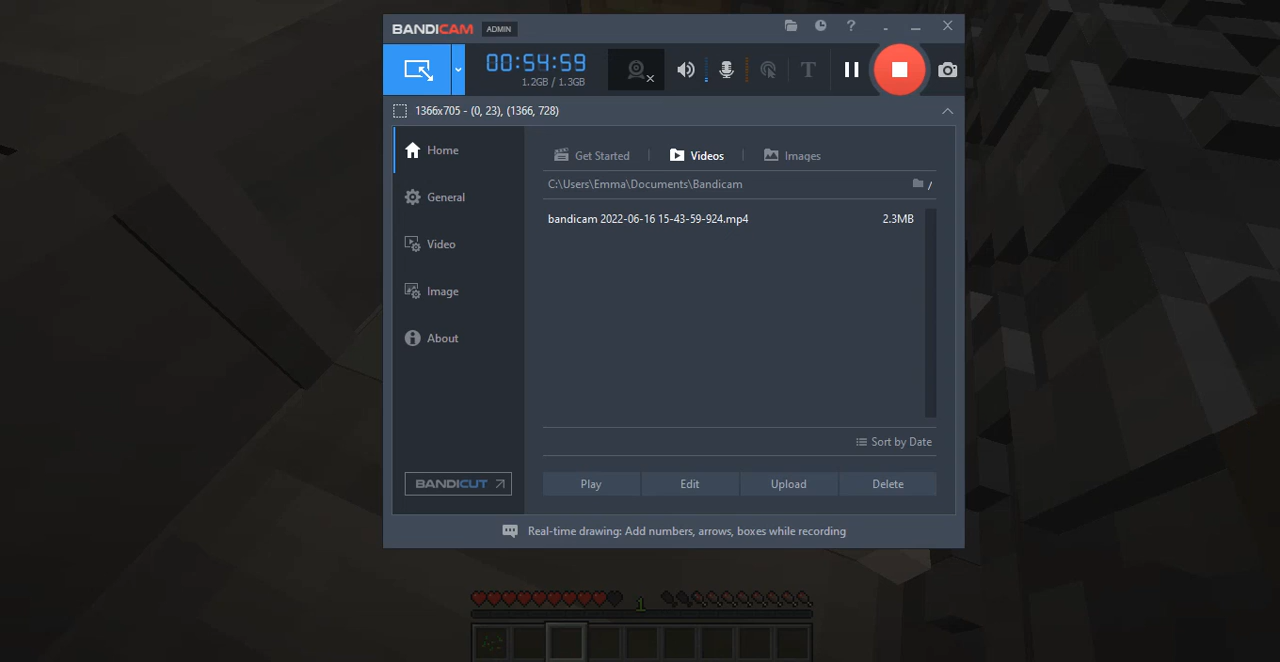 BANDICAM ADMIN
?
00:54:59
1.2GB / 1.3GB
T
1366x705 - (0, 23), (1366, 728)
Home
General
Video
Image
About
BANDICUT
Get Started
Videos
Images
C:\Users\Emma\Documents\Bandicam
/
bandicam 2022-06-16 15-43-59-924.mp4 2.3MB
Sort by Date
Play Edit Upload Delete
Real-time drawing: Add numbers, arrows, boxes while recording
1